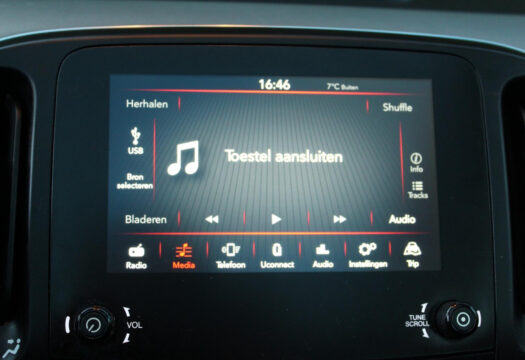 16:46 7°C Buiten
Herhalen Shuffle
USB
Toestel aansluiten
Info
Bron
selecteren
Tracks
Bladeren Audio
Radio Media Telefoon Uconnect Audio Instellingen Trip
VOL
TUNE
SCROLL